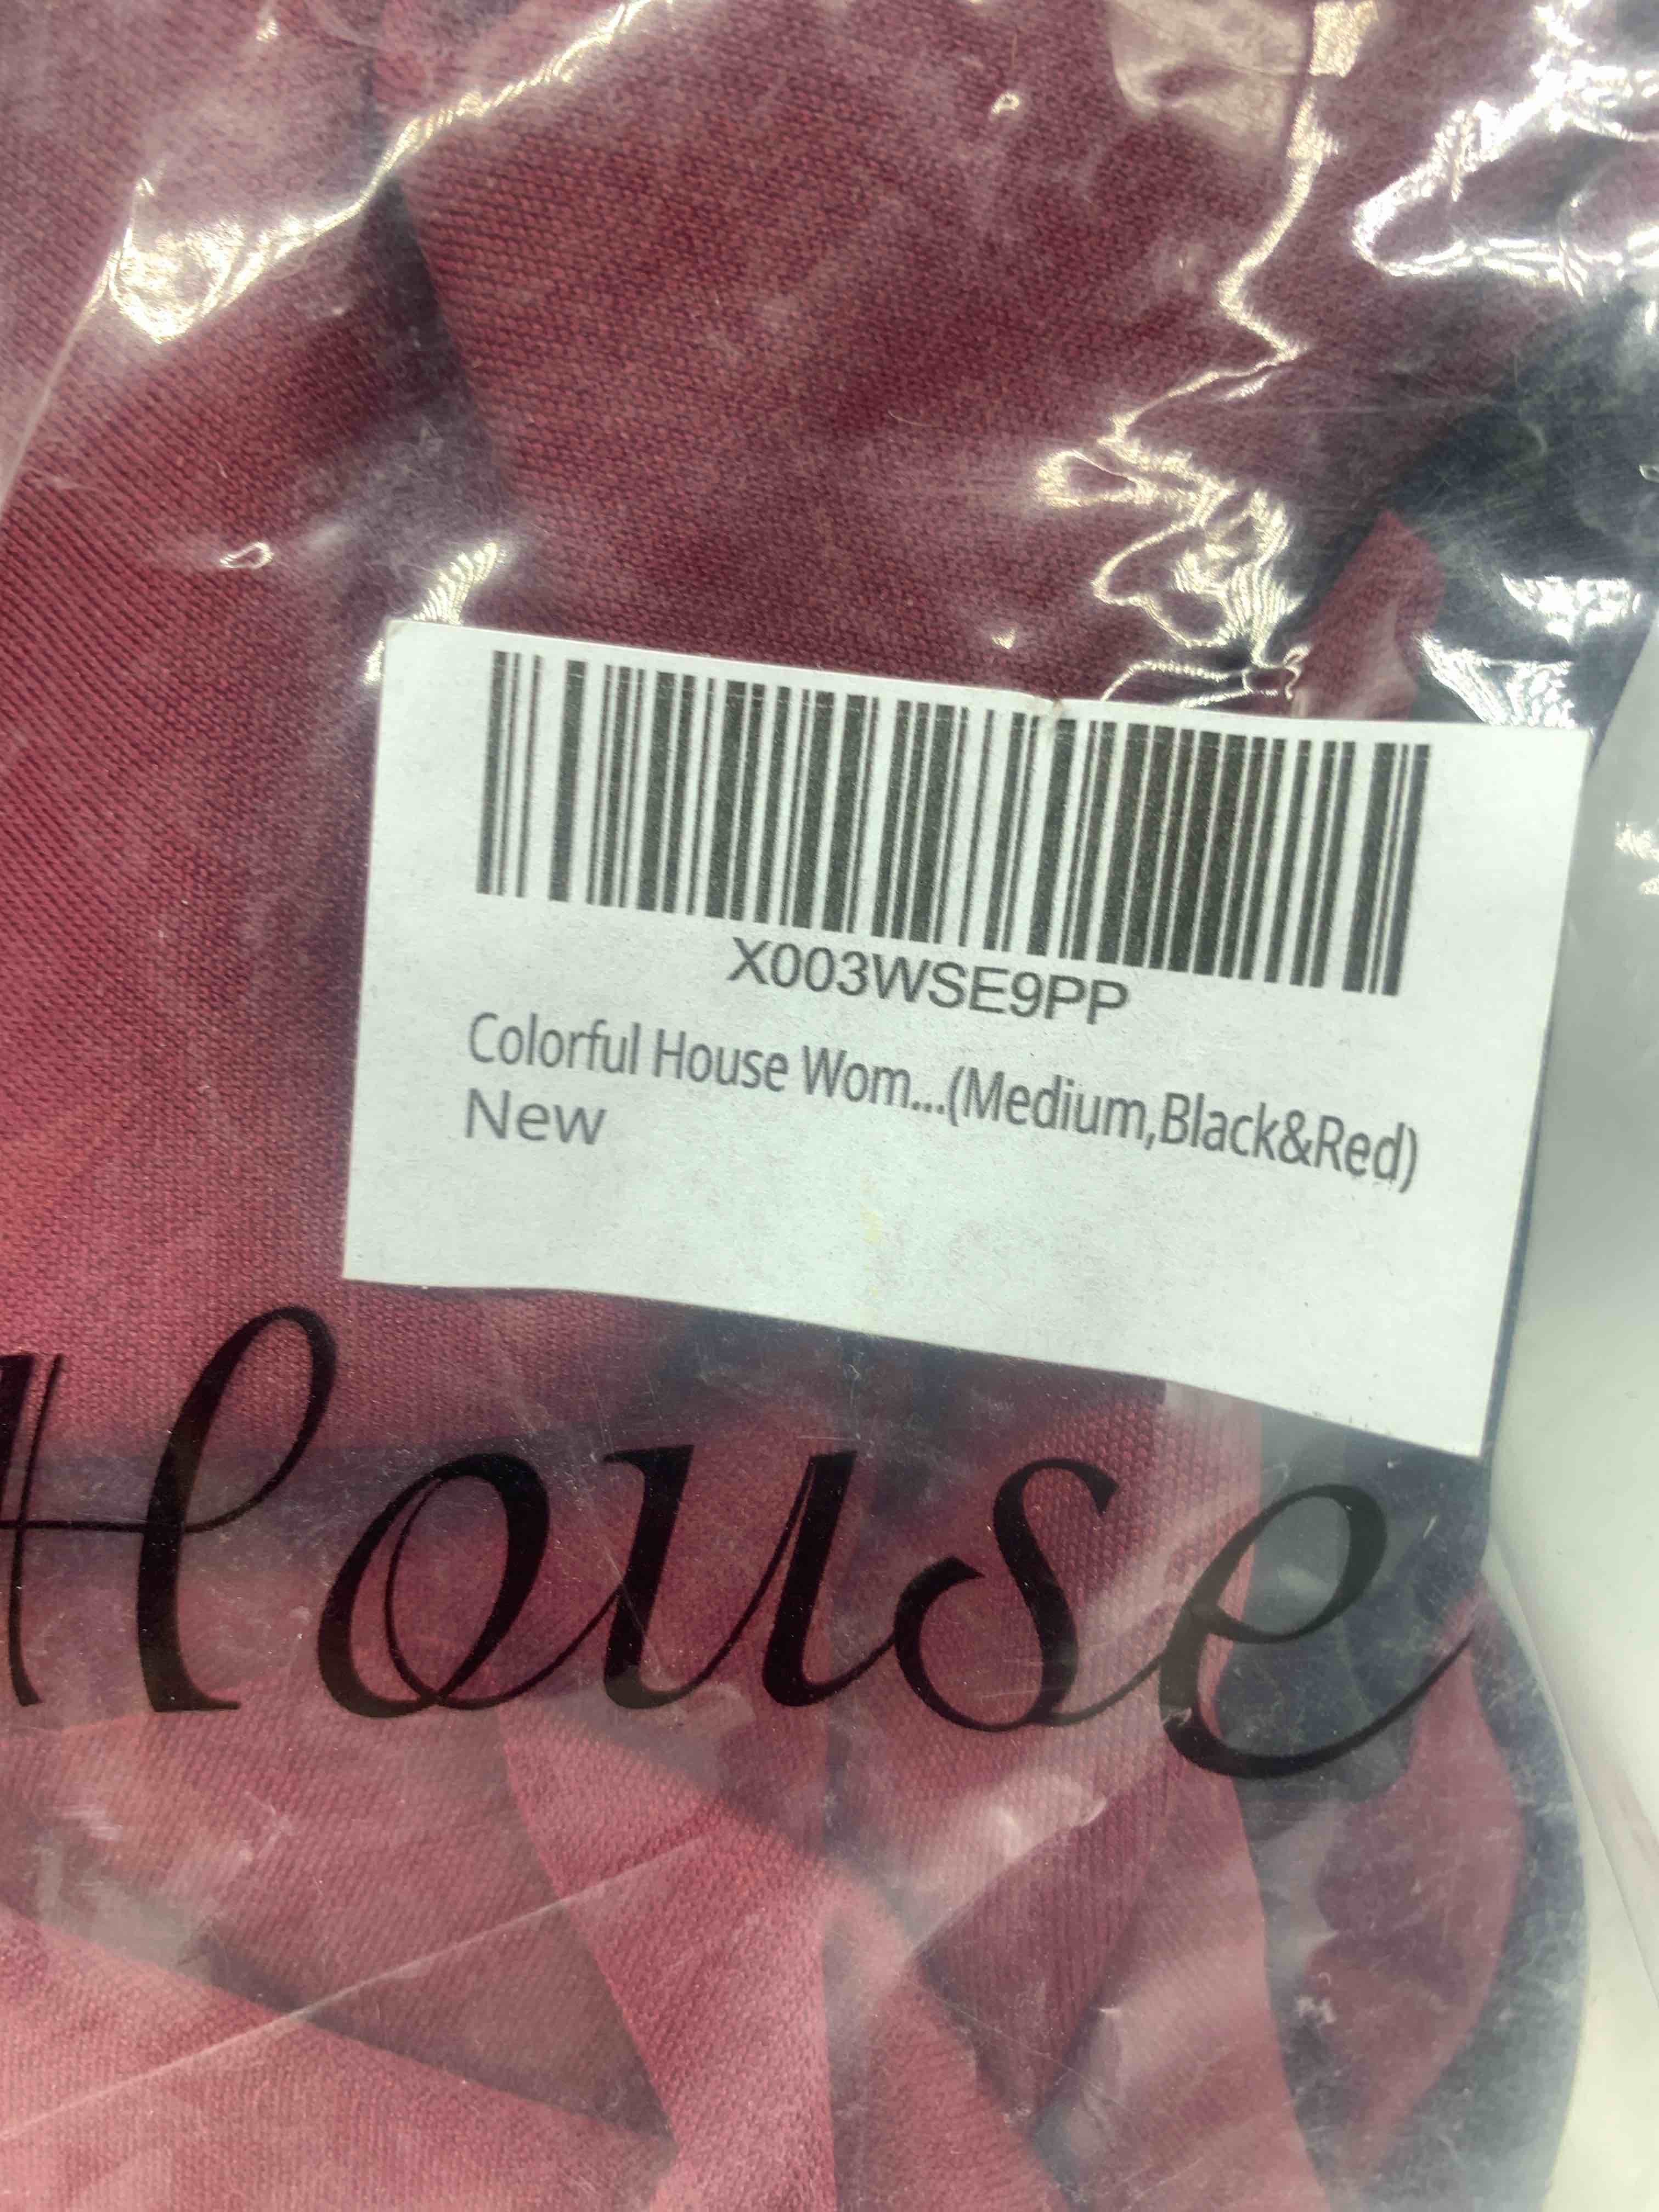 X003WSE9PP
Colorful House Wom...(Medium,Black&Red)
New
House